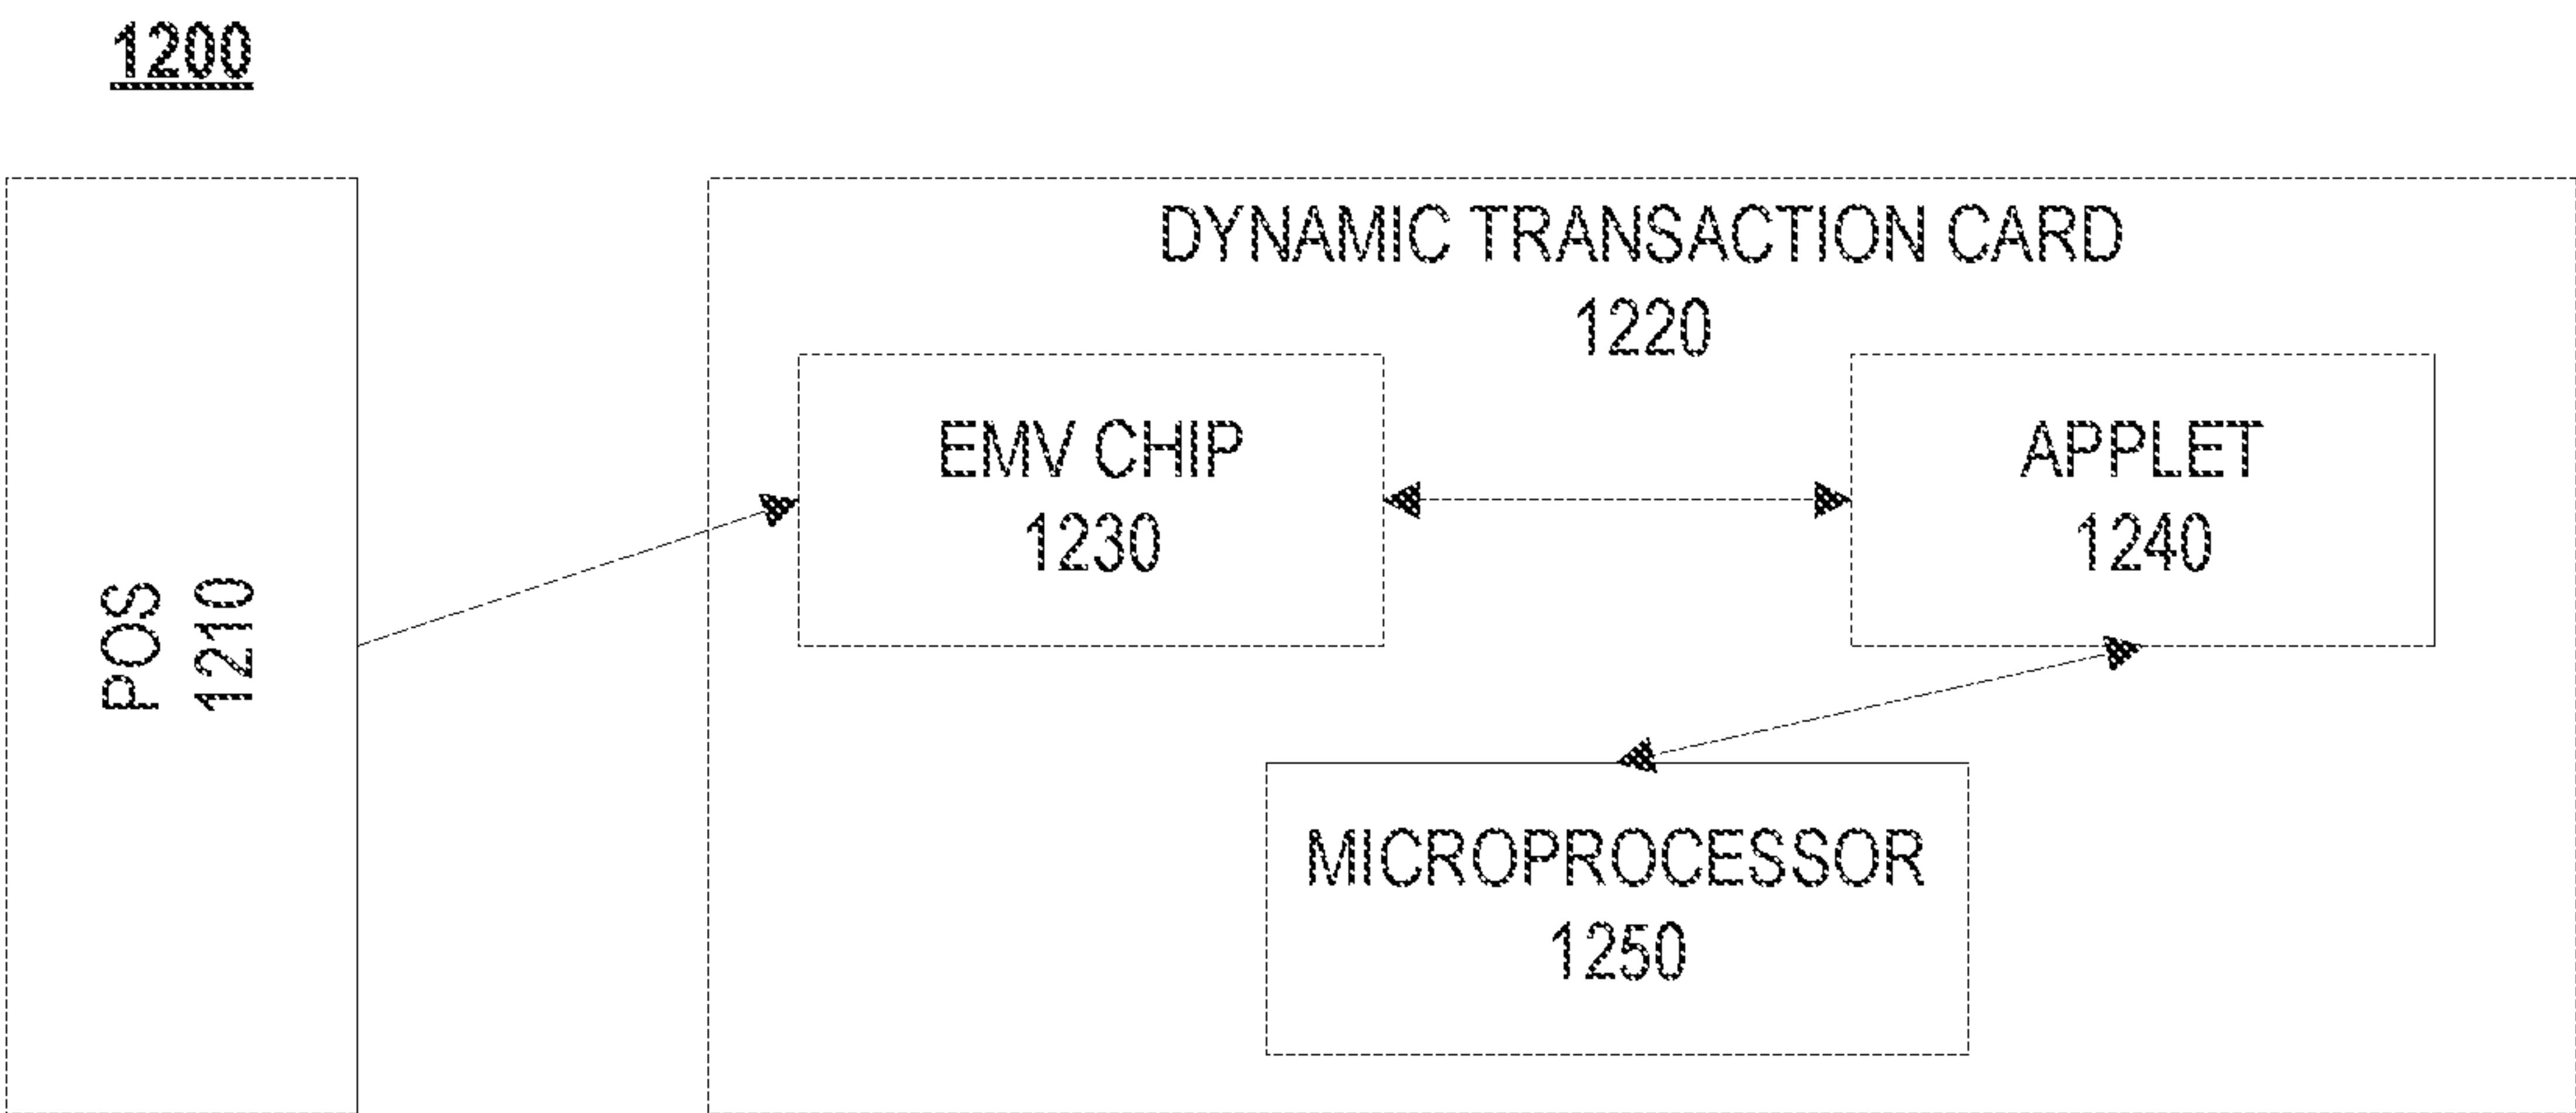 1200
POS
1210
DYNAMIC TRANSACTION CARD
1220
EMV CHIP
1230
APPLET
1240
MICROPROCESSOR
1250